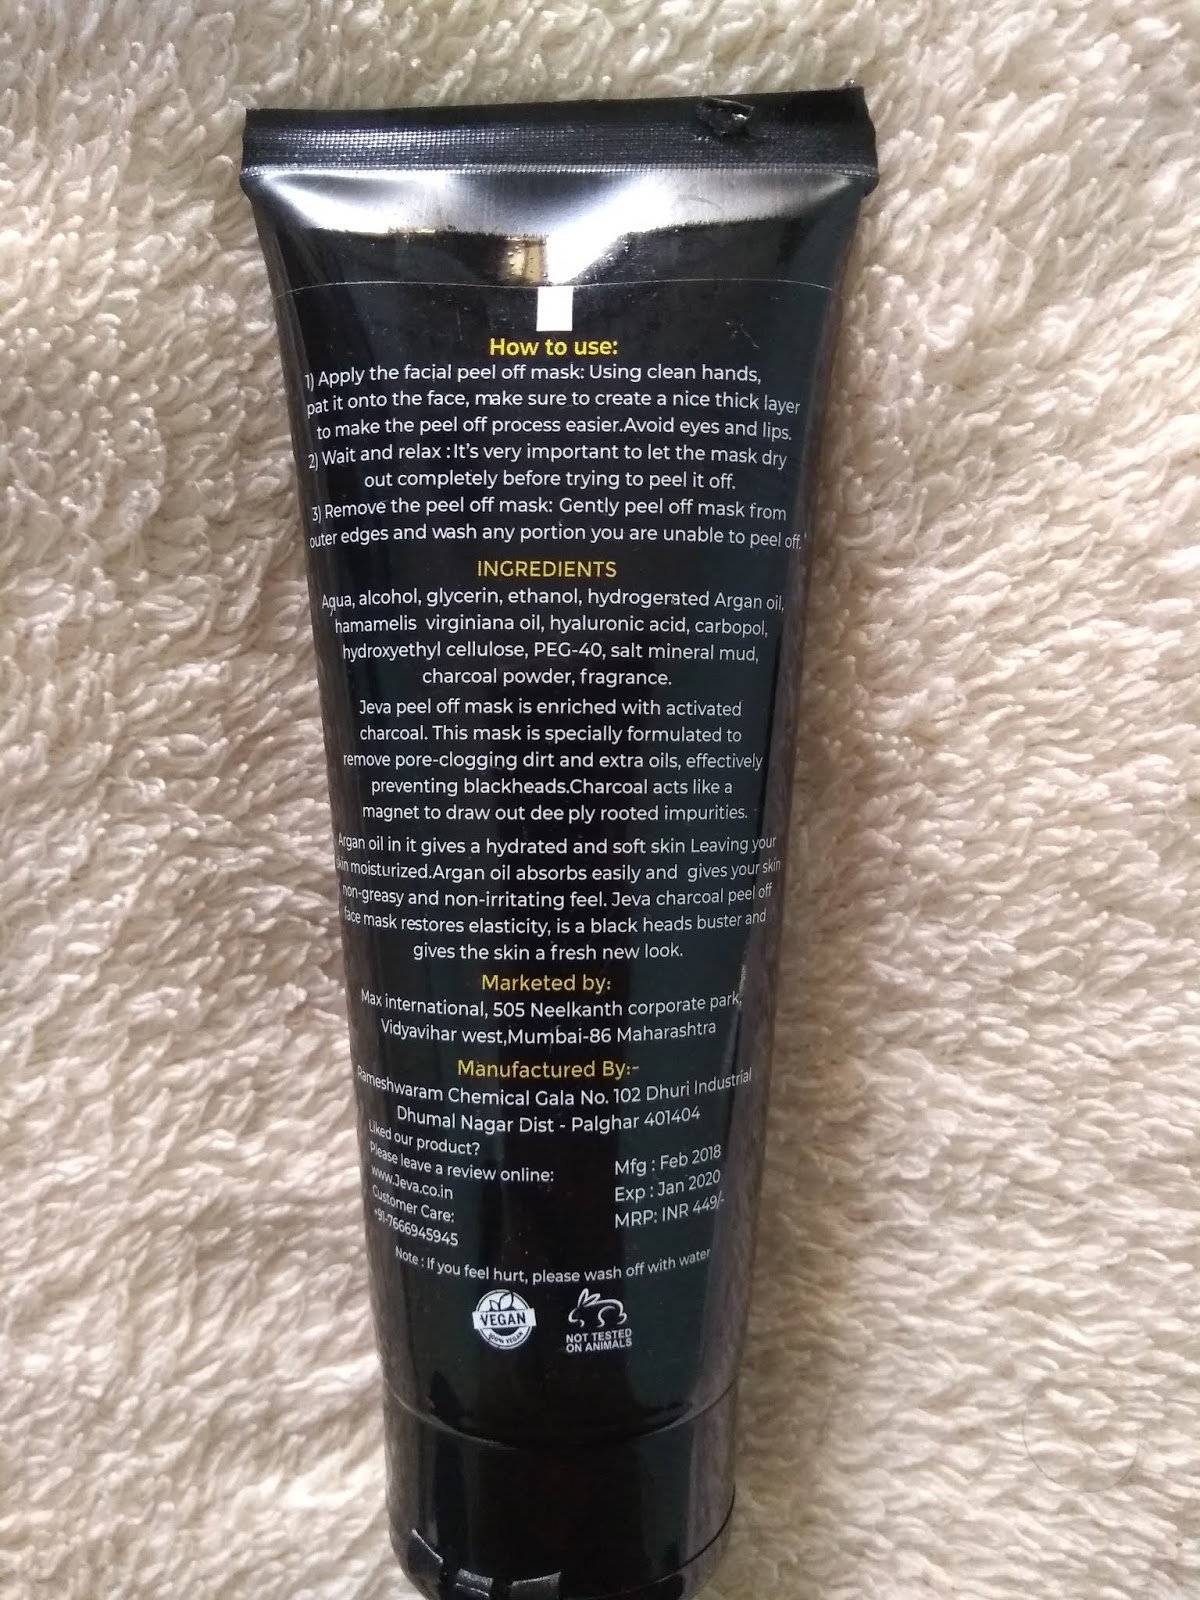 How to use:
1) Apply the facial peel off mask: Using clean hands,
pat it onto the face, make sure to create a nice thick layer
to make the peel off process easier.Avoid eyes and lips.
2) Wait and relax : It's very important to let the mask dry
out completely before trying to peel it off.
3) Remove the peel off mask: Gently peel off mask from
outer edges and wash any portion you are unable to peel off.
INGREDIENTS
Aqua, alcohol, glycerin, ethanol, hydrogerated Argan oil,
hamamelis virginiana oil, hyaluronic acid, carbopol,
hydroxyethyl cellulose, PEG-40, salt mineral mud,
charcoal powder, fragrance.
Jeva peel off mask is enriched with activated
charcoal. This mask is specially formulated to
remove pore-clogging dirt and extra oils, effectively
preventing blackheads.Charcoal acts like a
magnet to draw out dee ply rooted impurities.
Argan oil in it gives a hydrated and soft skin Leaving your
skin moisturized.Argan oil absorbs easily and gives your skin
non-greasy and non-irritating feel. Jeva charcoal peel off
face mask restores elasticity, is a black heads buster and
gives the skin a fresh new look.
Marketed by:
Max international, 505 Neelkanth corporate park,
Vidyavihar west,Mumbai-86 Maharashtra
Manufactured By:-
Rameshwaram Chemical Gala No. 102 Dhuri Industrial
Dhumal Nagar Dist - Palghar 401404
Liked our product?
Please leave a review online:
www.Jeva.co.in
Customer Care:
+91-7666945945
Mfg : Feb 2018
Exp : Jan 2020
MRP: INR 449/-
Note : If you feel hurt, please wash off with water
VEGAN
100% VEGAN
NOT TESTED
ON ANIMALS